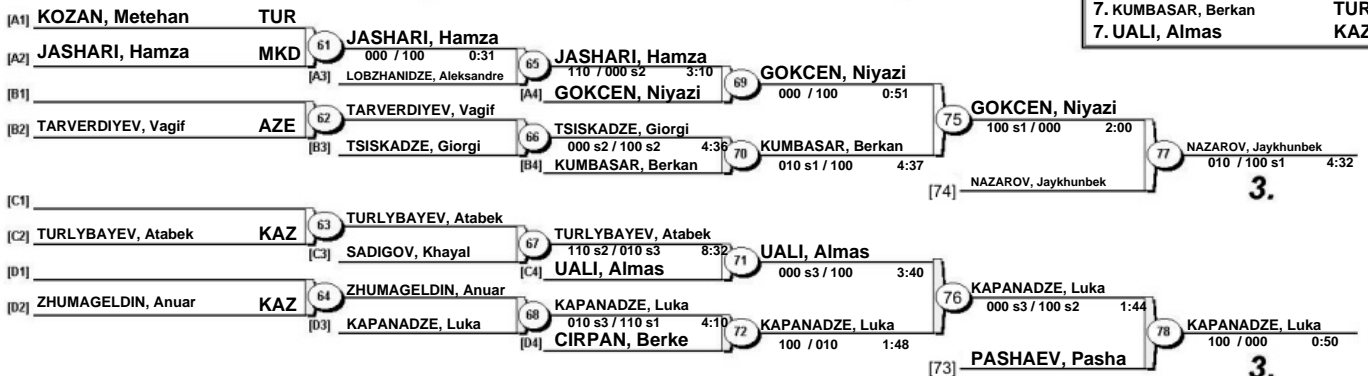 7. KUMBASAR, Berkan TUR
7. UALI, Almas KAZ
[A1] KOZAN, Metehan TUR
[A2] JASHARI, Hamza MKD
61 JASHARI, Hamza
000 / 100 0:31
[A3] LOBZHANIDZE, Aleksandre
65 JASHARI, Hamza
110 / 000 s2 3:10
[A4] GOKCEN, Niyazi
69 GOKCEN, Niyazi
000 / 100 0:51
[B1]
[B2] TARVERDIYEV, Vagif AZE
62 TARVERDIYEV, Vagif
[B3] TSISKADZE, Giorgi
66 TSISKADZE, Giorgi
000 s2 / 100 s2 4:36
[B4] KUMBASAR, Berkan
70 KUMBASAR, Berkan
010 s1 / 100 4:37
75 GOKCEN, Niyazi
100 s1 / 000 2:00
[74] NAZAROV, Jaykhunbek
77 NAZAROV, Jaykhunbek
010 / 100 s1 4:32
3.
[C1]
[C2] TURLYBAYEV, Atabek KAZ
63 TURLYBAYEV, Atabek
[C3] SADIGOV, Khayal
67 TURLYBAYEV, Atabek
110 s2 / 010 s3 8:32
[C4] UALI, Almas
71 UALI, Almas
000 s3 / 100 3:40
[D1]
[D2] ZHUMAGELDIN, Anuar KAZ
64 ZHUMAGELDIN, Anuar
[D3] KAPANADZE, Luka
68 KAPANADZE, Luka
010 s3 / 110 s1 4:10
[D4] CIRPAN, Berke
72 KAPANADZE, Luka
100 / 010 1:48
76 KAPANADZE, Luka
000 s3 / 100 s2 1:44
[73] PASHAEV, Pasha
78 KAPANADZE, Luka
100 / 000 0:50
3.